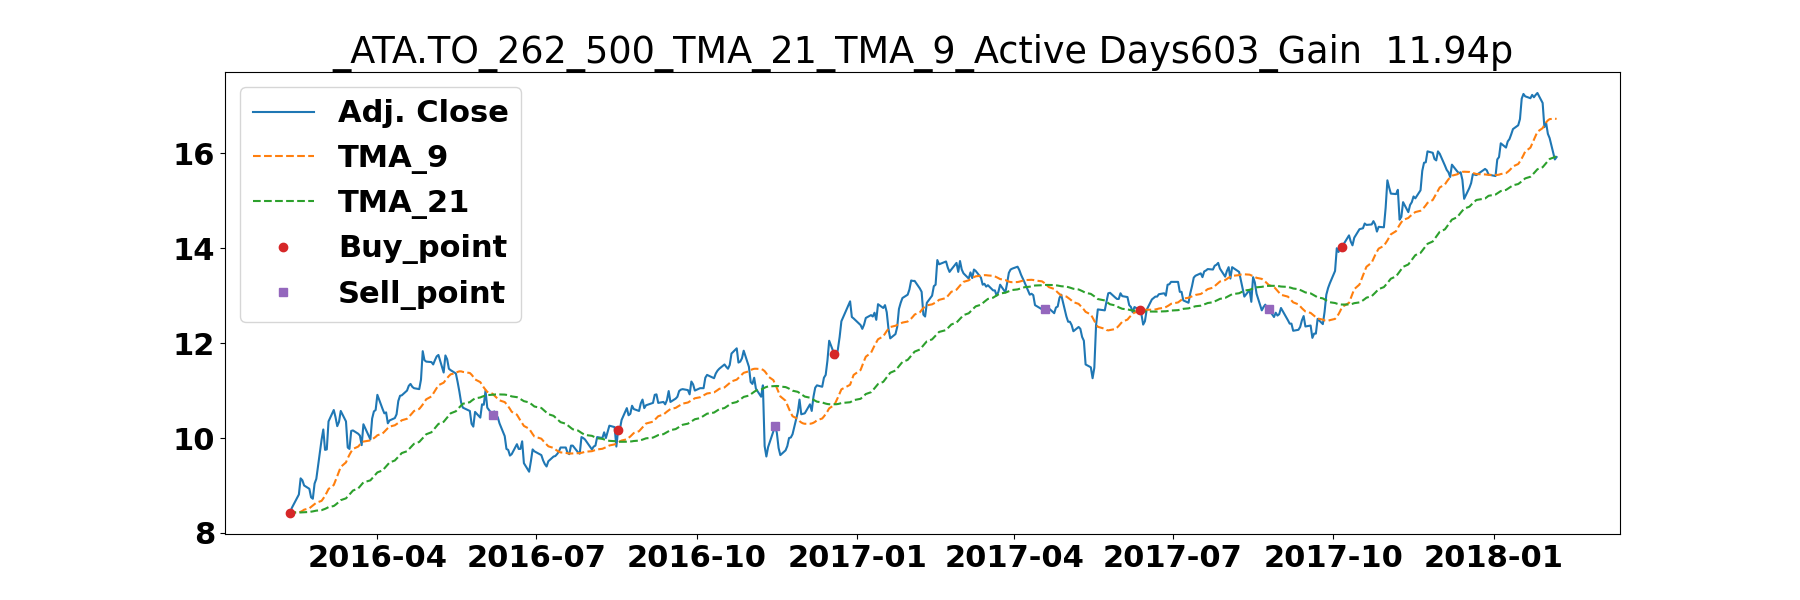 _ATA.TO_262_500_TMA_21_TMA_9_Active Days603_Gain  11.94p
Adj. Close
TMA_9
TMA_21
Buy_point
Sell_point
16
14
12
10
8
2016-04 2016-07 2016-10 2017-01 2017-04 2017-07 2017-10 2018-01